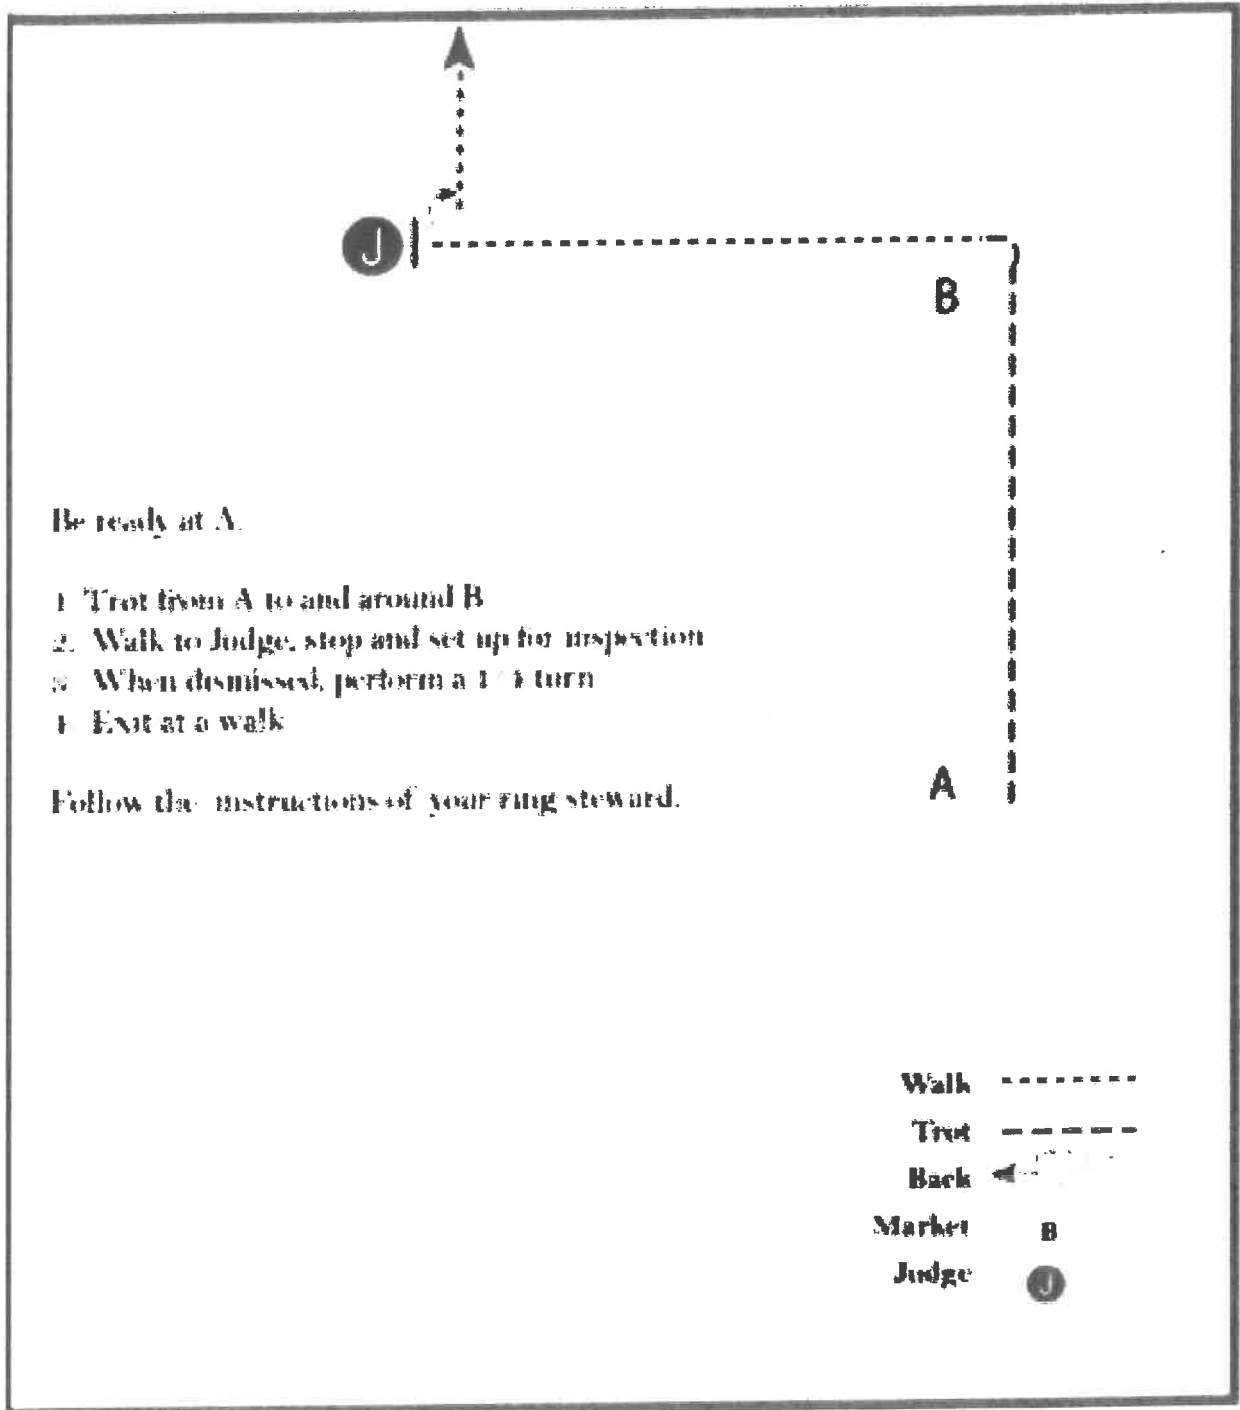 J
B
Be ready at A.
1. Trot from A to and around B
2. Walk to Judge, stop and set up for inspection
3. When dismissed, perform a turn
4. Exit at a walk
A
Follow the instructions of your ring steward.
Walk
Trot
Back
Market B
Judge J